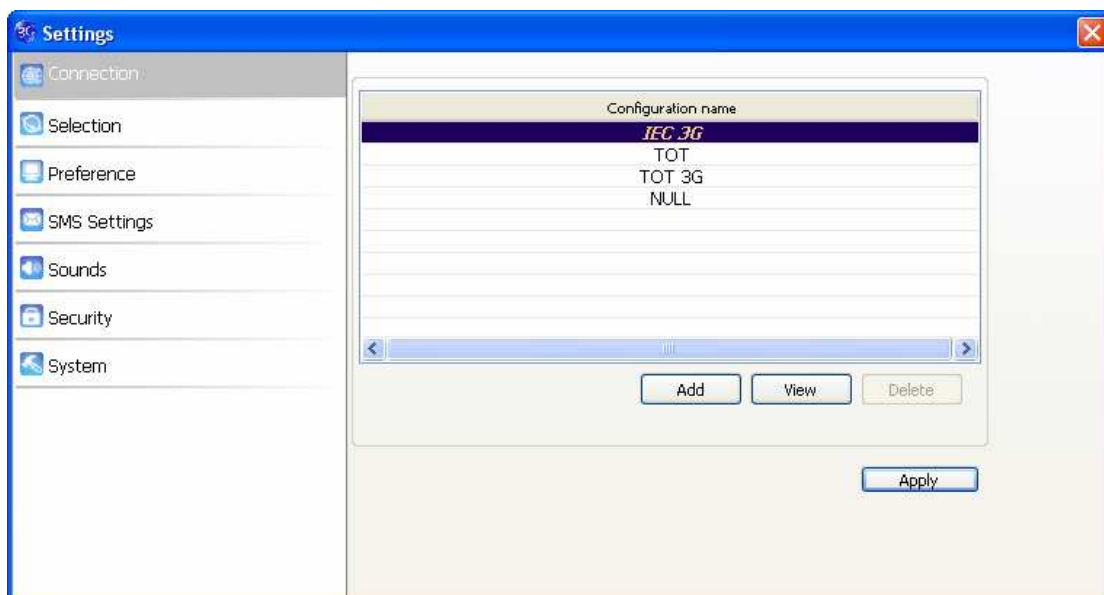 3G Settings
Connection
Selection
Preference
SMS Settings
Sounds
Security
System
Configuration name
IEC 3G
TOT
TOT 3G
NULL
Add
View
Delete
Apply